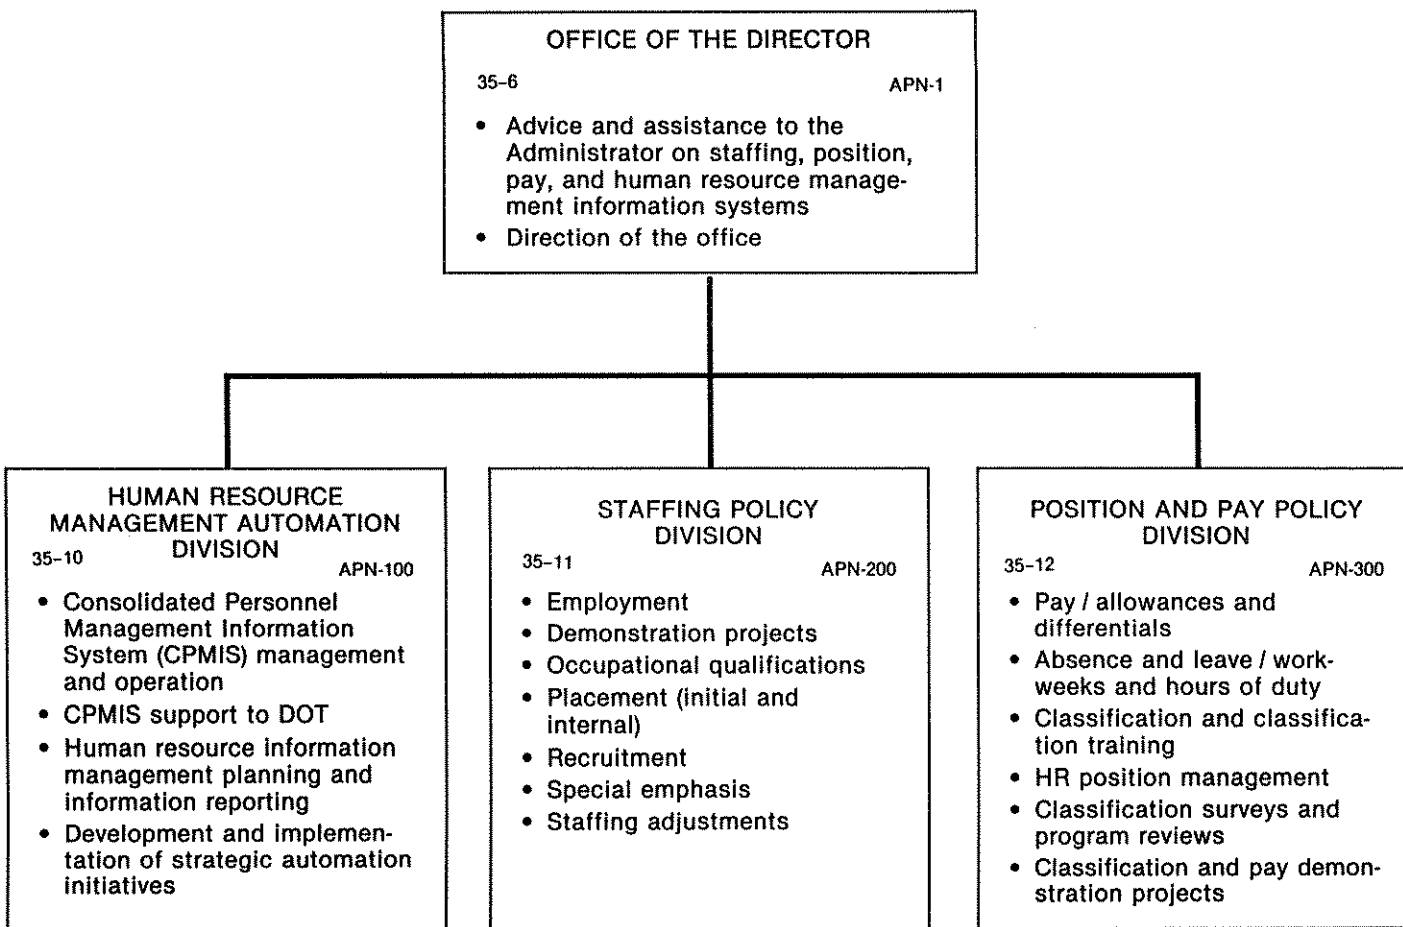 OFFICE OF THE DIRECTOR
35-6 APN-1
• Advice and assistance to the
Administrator on staffing, position,
pay, and human resource manage-
ment information systems
• Direction of the office
HUMAN RESOURCE
MANAGEMENT AUTOMATION
DIVISION
35-10 APN-100
• Consolidated Personnel
Management Information
System (CPMIS) management
and operation
• CPMIS support to DOT
• Human resource information
management planning and
information reporting
• Development and implemen-
tation of strategic automation
initiatives
STAFFING POLICY
DIVISION
35-11 APN-200
• Employment
• Demonstration projects
• Occupational qualifications
• Placement (initial and
internal)
• Recruitment
• Special emphasis
• Staffing adjustments
POSITION AND PAY POLICY
DIVISION
35-12 APN-300
• Pay / allowances and
differentials
• Absence and leave / work-
weeks and hours of duty
• Classification and classifica-
tion training
• HR position management
• Classification surveys and
program reviews
• Classification and pay demon-
stration projects